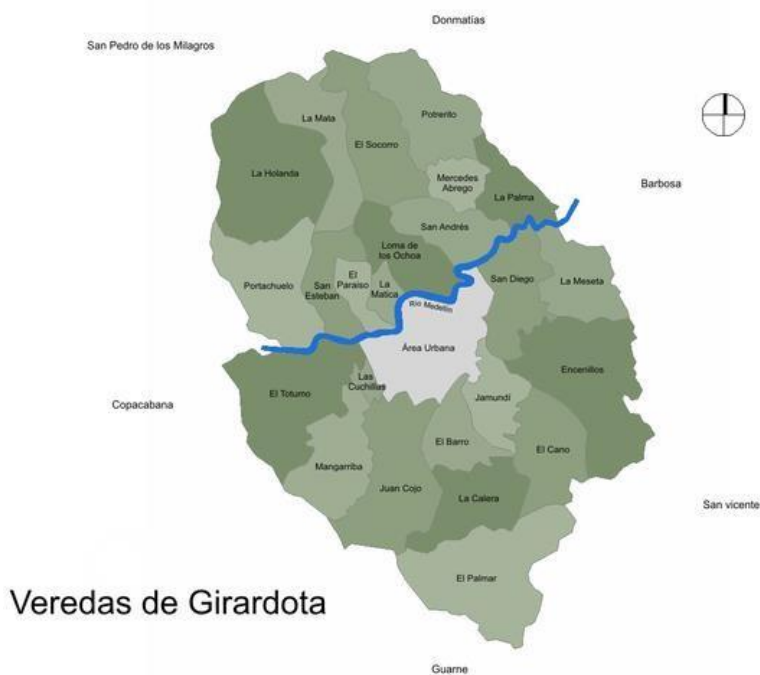 Donmatías
San Pedro de los Milagros
La Mata
Potrerito
El Socorro
La Holanda
Mercedes
Abrego
Barbosa
La Palma
San Andrés
Loma de
los Ochoa
Portachuelo
San
Esteban
El
Paraiso
La
Matica
San Diego
La Meseta
Río Medellín
Área Urbana
Encenillos
Las
Cuchillas
El Totumo
Jamundí
Copacabana
El Barro
El Cano
Mangarriba
Juan Cojo
La Calera
San vicente
El Palmar
Veredas de Girardota
Guarne